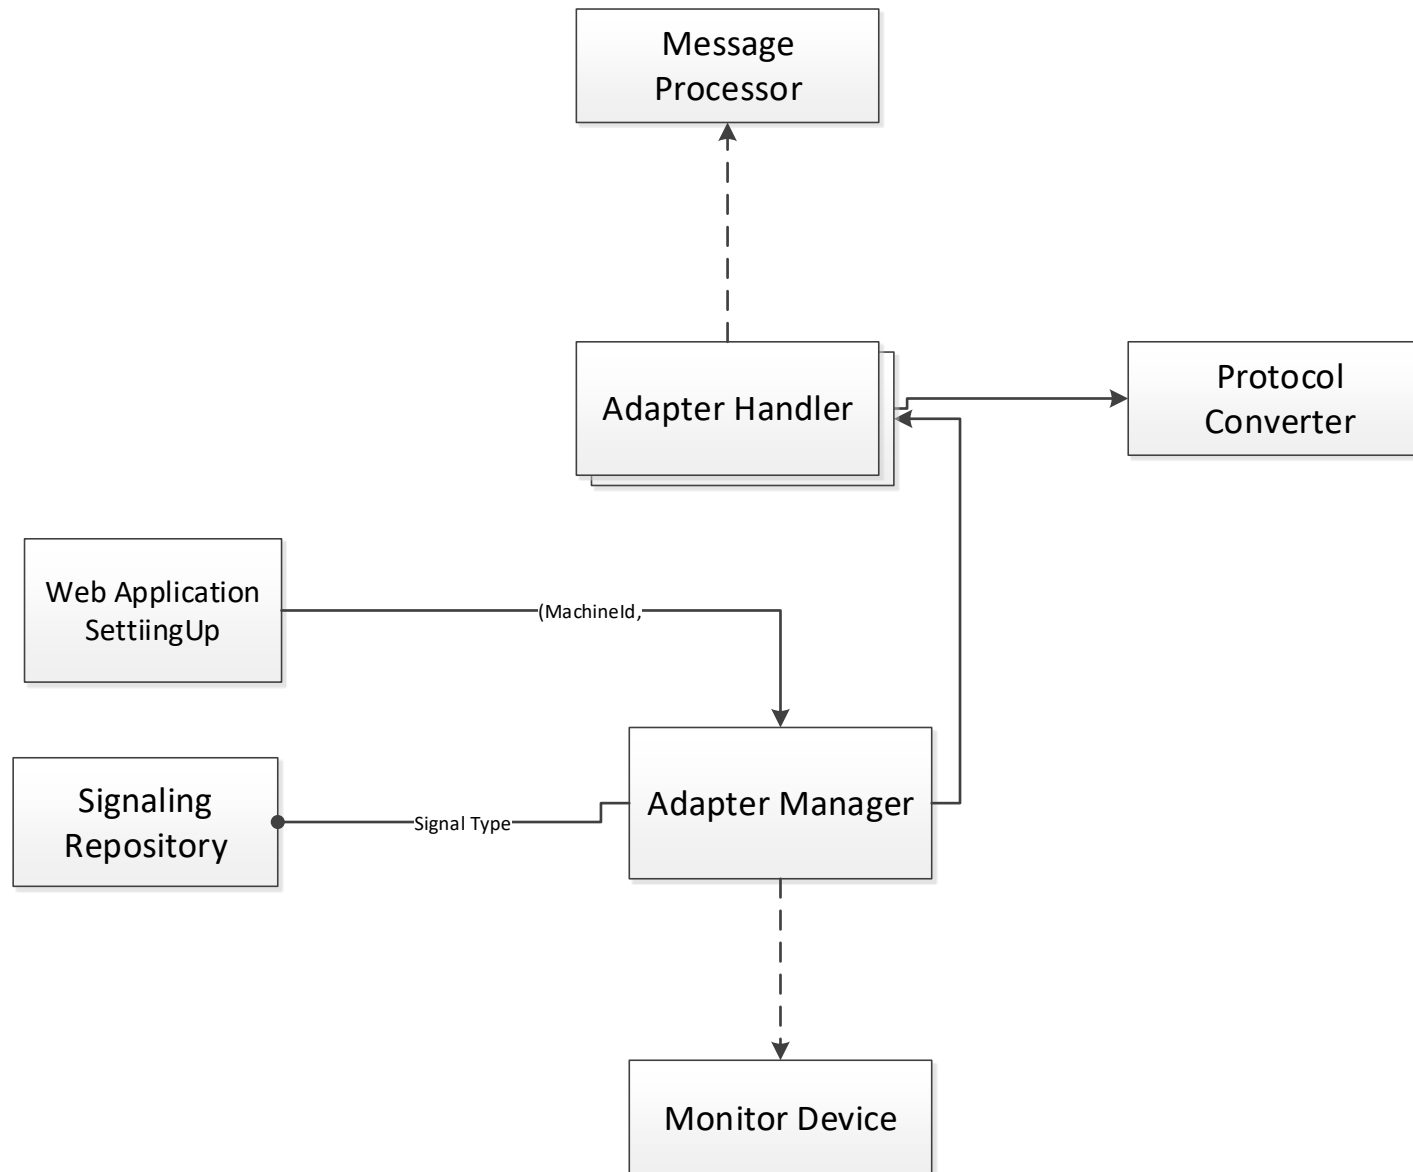 Message
Processor
Adapter Handler
Protocol
Converter
Web Application
SettiingUp
(MachineId,
Signaling
Repository
Signal Type
Adapter Manager
Monitor Device